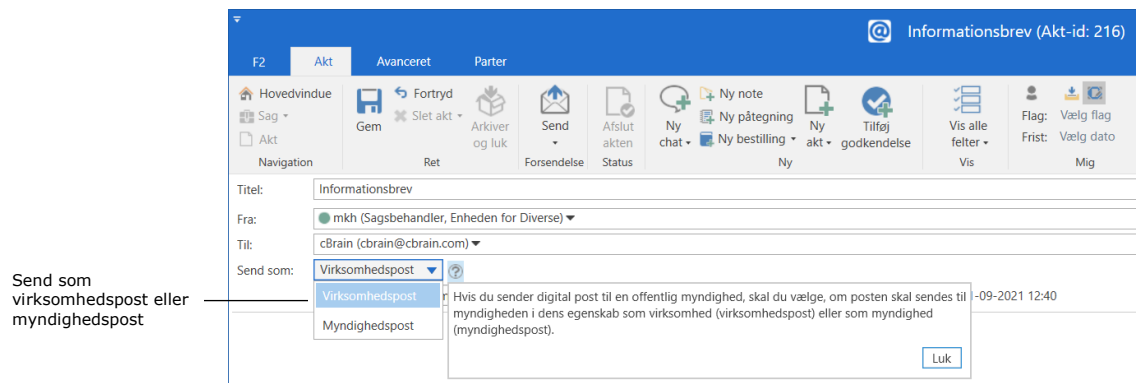 Informationsbrev (Akt-id: 216)
F2 Akt Avanceret Parter
Hovedvindue
Sag
Akt
Navigation
Gem
Fortryd
Slet akt
Arkiver
og luk
Ret
Send
Forsendelse
Afslut
akten
Status
Ny
chat
Ny note
Ny påtegning
Ny bestilling
Ny
akt
Tilføj
godkendelse
Ny
Vis alle
felter
Vis
Flag: Vælg flag
Frist: Vælg dato
Mig
Titel: Informationsbrev
Fra: mkh (Sagsbehandler, Enheden for Diverse)
Til: cBrain (cbrain@cbrain.com)
Send som: Virksomhedspost
Virksomhedspost
Myndighedspost
-09-2021 12:40
Hvis du sender digital post til en offentlig myndighed, skal du vælge, om posten skal sendes til
myndigheden i dens egenskab som virksomhed (virksomhedspost) eller som myndighed
(myndighedspost).
Luk
Send som
virksomhedspost eller
myndighedspost